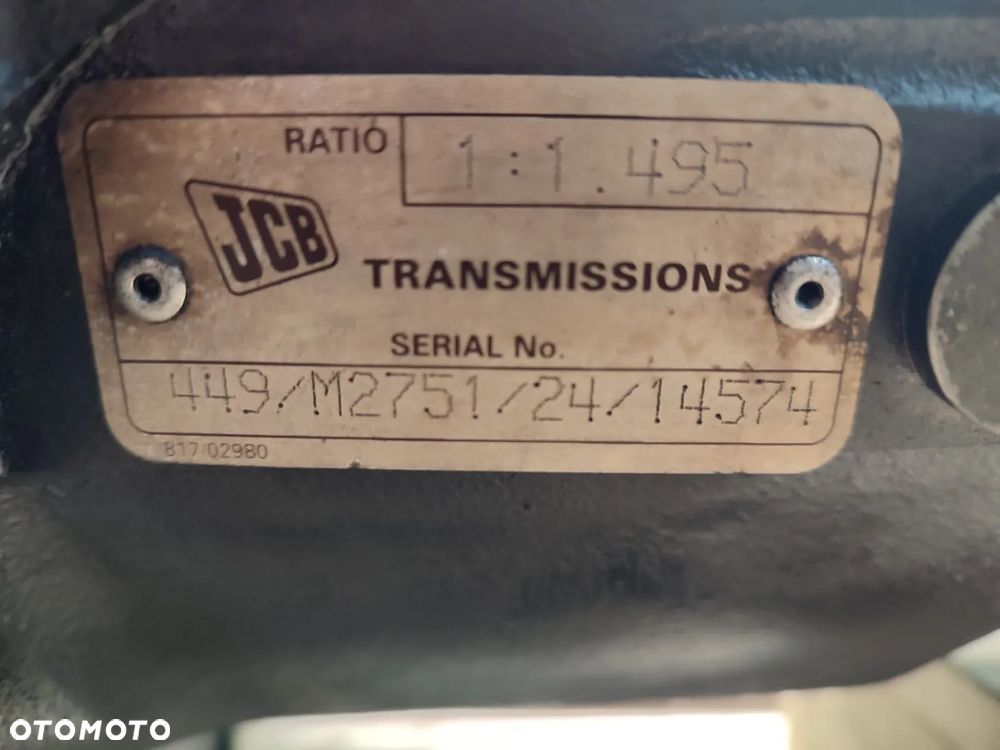 RATIO 1:1.495
JCB
TRANSMISSIONS
SERIAL No.
449/M2751/24/14574
817/02980
OTOMOTO